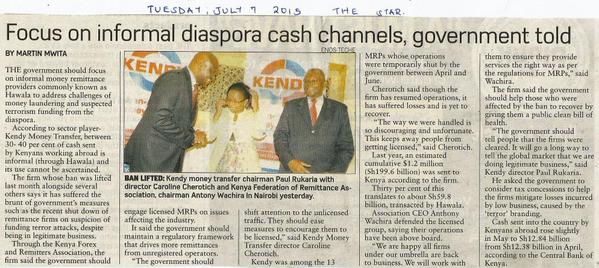 TUESDAY, JULY 7 2015 THE STAR.
Focus on informal diaspora cash channels, government told
BY MARTIN MWITA
THE government should focus
on informal money remittance
providers commonly known as
Hawala to address challenges of
money laundering and suspected
terrorism funding from the
diaspora.
According to sector player
Kendy Money Transfer, between
30- 40 per cent of cash sent
by Kenyans working abroad is
informal (through Hawala) and
its use cannot be ascertained.
The firm whose ban was lifted
last month alongside several
others says it has suffered the
brunt of government's measures
such as the recent shut down of
remittance firms on suspicion of
funding terror attacks, despite
being in legitimate business.
Through the Kenya Forex
and Remitters Association, the
firm said the government should
ENOS TECHE
KENDY
KENDY
BAN LIFTED: Kendy money transfer chairman Paul Rukaria with
director Caroline Cherotich and Kenya Federation of Remittance As-
sociation, chairman Antony Wachira In Nairobi yesterday.
engage licensed MRPs on issues
affecting the industry.
It said the government should
maintain a regulatory framework
that drives more remittances
from unregistered operators.
"The government should
shift attention to the unlicensed
traffic. They should ease
measures to encourage them to
be licensed," said Kendy Money
Transfer director Caroline
Cherotich.
Kendy was among the 13
MRPs whose operations
were temporarily shut by the
government between April and
June.
Cherotich said though the
firm has resumed operations, it
has suffered losses and is yet to
recover.
"The way we were handled is
so discouraging and unfortunate.
This keeps away people from
getting licensed," said Cherotich.
Last year, an estimated
cumulative $1.2 million
(Sh199.6 million) was sent to
Kenya according to the firm.
Thirty per cent of this
translates to about Sh59.8
billion, transacted by Hawala.
Association CEO Anthony
Wachira defended the licensed
group, saying their operations
have been above board.
"We are happy all firms
under our umbrella are back
to business. We will work with
them to ensure they provide
services the right way as per
the regulations for MRPs," said
Wachira.
The firm said the government
should help those who were
affected by the ban to recover by
giving them a public clean bill of
health.
"The government should
tell people that the firms were
cleared. It will go a long way to
tell the global market that we are
doing legitimate business," said
Kendy director Paul Rukaria.
He asked the government to
consider tax concessions to help
the firms mitigate losses incurred
by low business, caused by the
'terror' branding.
Cash sent into the country
by Kenyans abroad rose slightly
in May to Sh12.84 billion
from Sh12.38 billion in April,
according to the Central Bank of
Kenya.